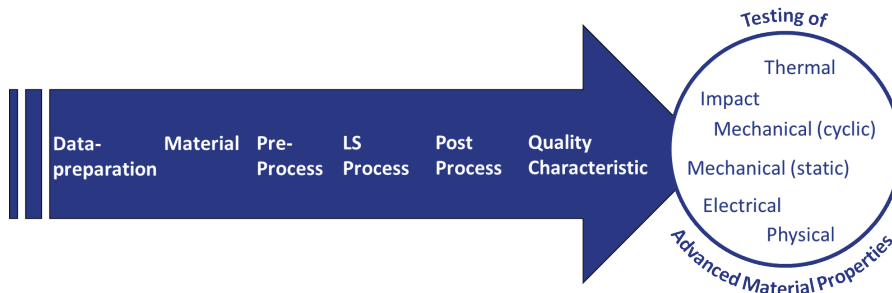 Data-
preparation
Material
Pre-
Process
LS
Process
Post
Process
Quality
Characteristic
Testing of
Thermal
Impact
Mechanical (cyclic)
Mechanical (static)
Electrical
Physical
Advanced Material Properties